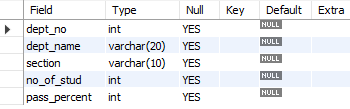 Field Type Null Key Default Extra
dept_no int YES NULL
dept_name varchar(20) YES NULL
section varchar(10) YES NULL
no_of_stud int YES NULL
pass_percent int YES NULL